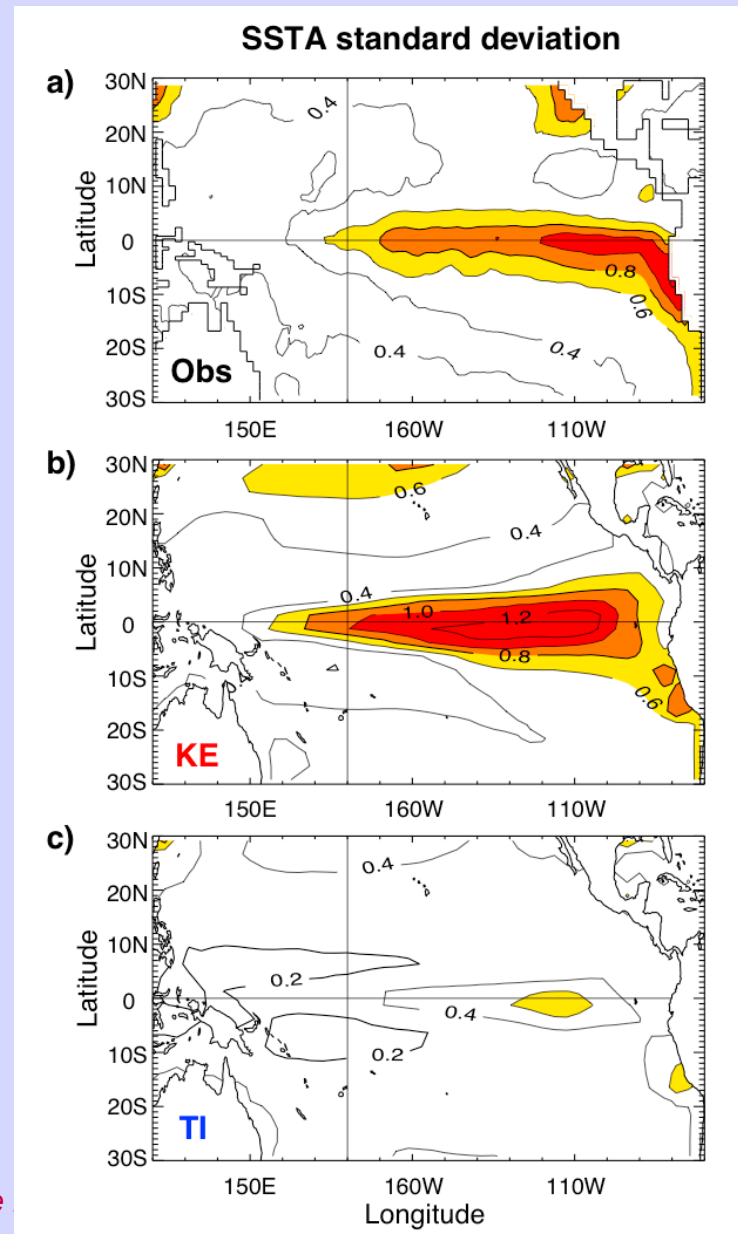 SSTA standard deviation
a)
30N
20N
10N
0
10S
20S
30S
Latitude
0.4
0.8
0.6
0.4
0.4
Obs
150E 160W 110W
b)
30N
20N
10N
0
10S
20S
30S
Latitude
0.6
0.4
0.4
1.0
1.2
0.8
0.6
KE
150E 160W 110W
c)
30N
20N
10N
0
10S
20S
30S
Latitude
0.4
0.2
0.4
0.2
TI
150E 160W 110W
Longitude
e